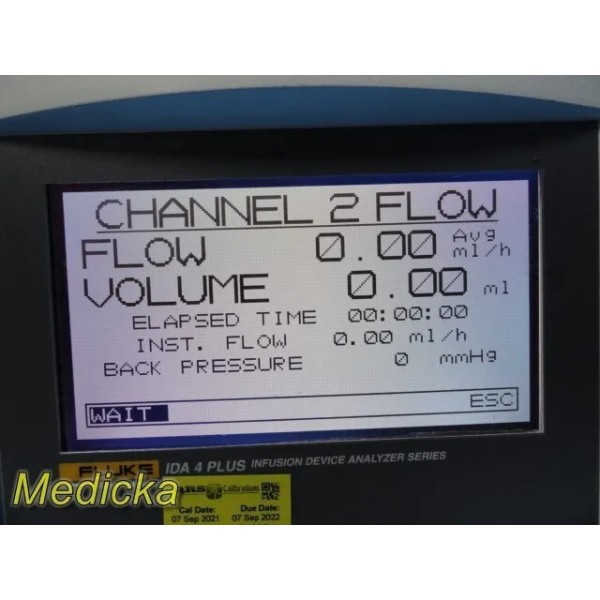 CHANNEL 2 FLOW
FLOW 0.00 Avg ml/h
VOLUME 0.00 ml
ELAPSED TIME 00:00:00
INST. FLOW 0.00 ml/h
BACK PRESSURE 0 mmHg
WAIT ESC
FLUKE IDA 4 PLUS INFUSION DEVICE ANALYZER SERIES
Medicka
Calibrations
Cal Date: Due Date:
07 Sep 2021 07 Sep 2022